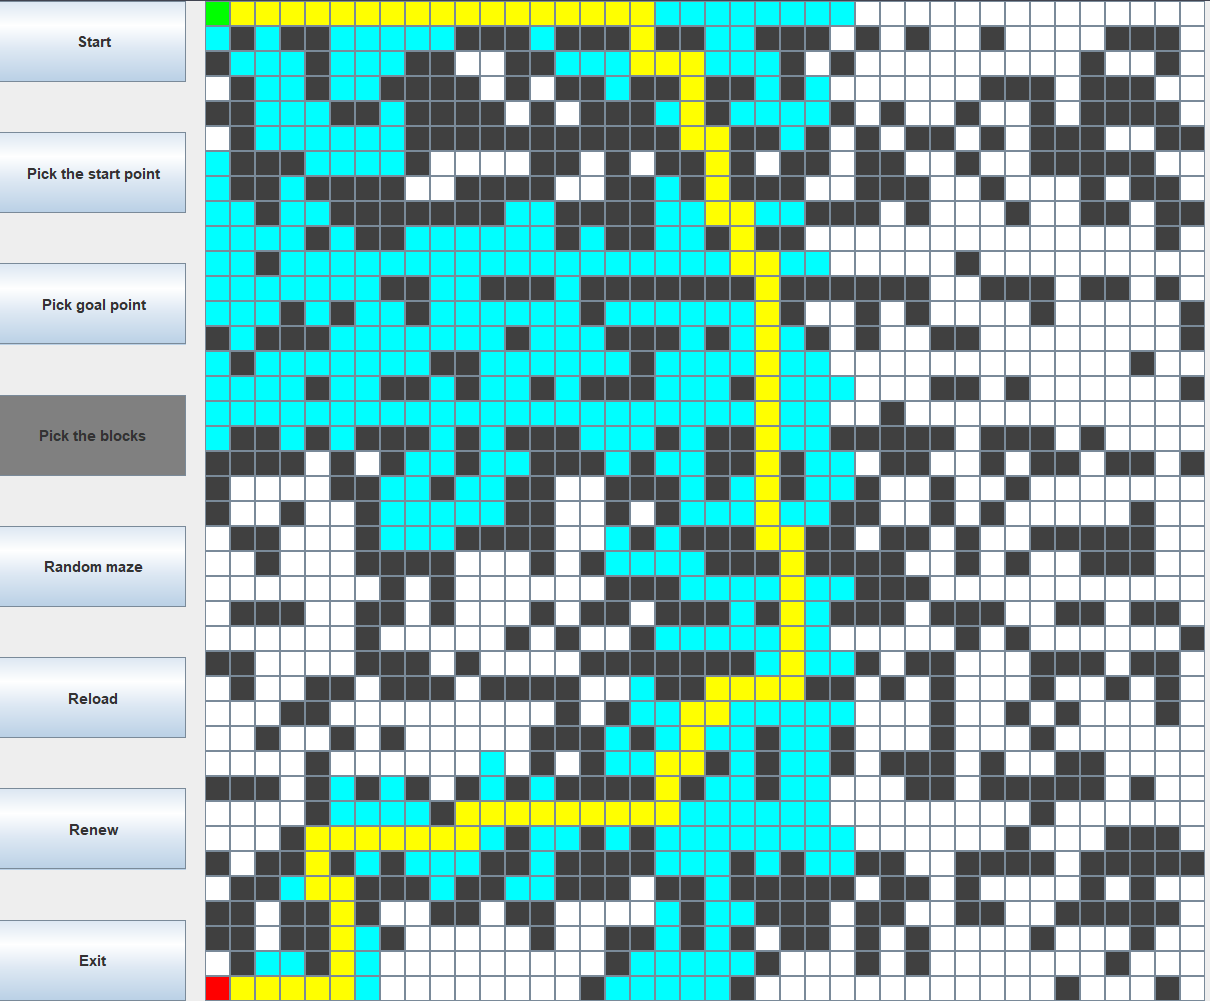 Start
Pick the start point
Pick goal point
Pick the blocks
Random maze
Reload
Renew
Exit